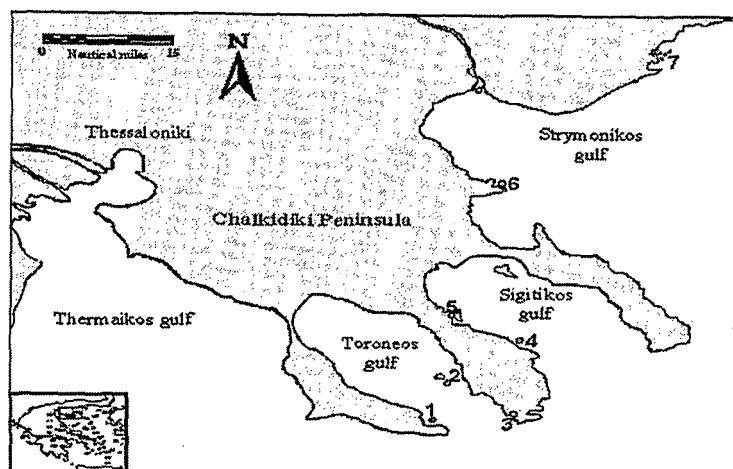 0 15
Nautical miles
N
7
Thessaloniki
Strymonikos
gulf
6
Chalkidiki Peninsula
Sigitikos
gulf
5
Thermaikos gulf
4
Toroneos
gulf
2
1
3